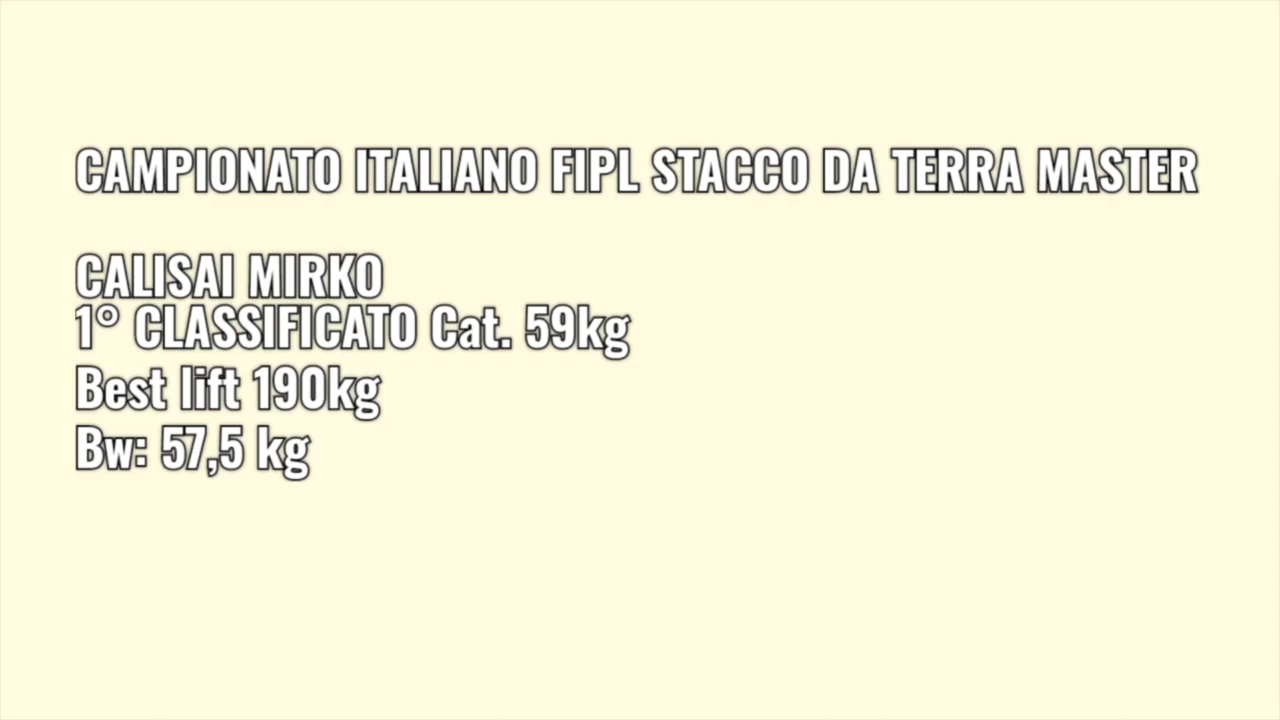 CAMPIONATO ITALIANO FIPL STACCO DA TERRA MASTER
CALISAI MIRKO
1° CLASSIFICATO Cat. 59kg
Best lift 190kg
Bw: 57,5 kg